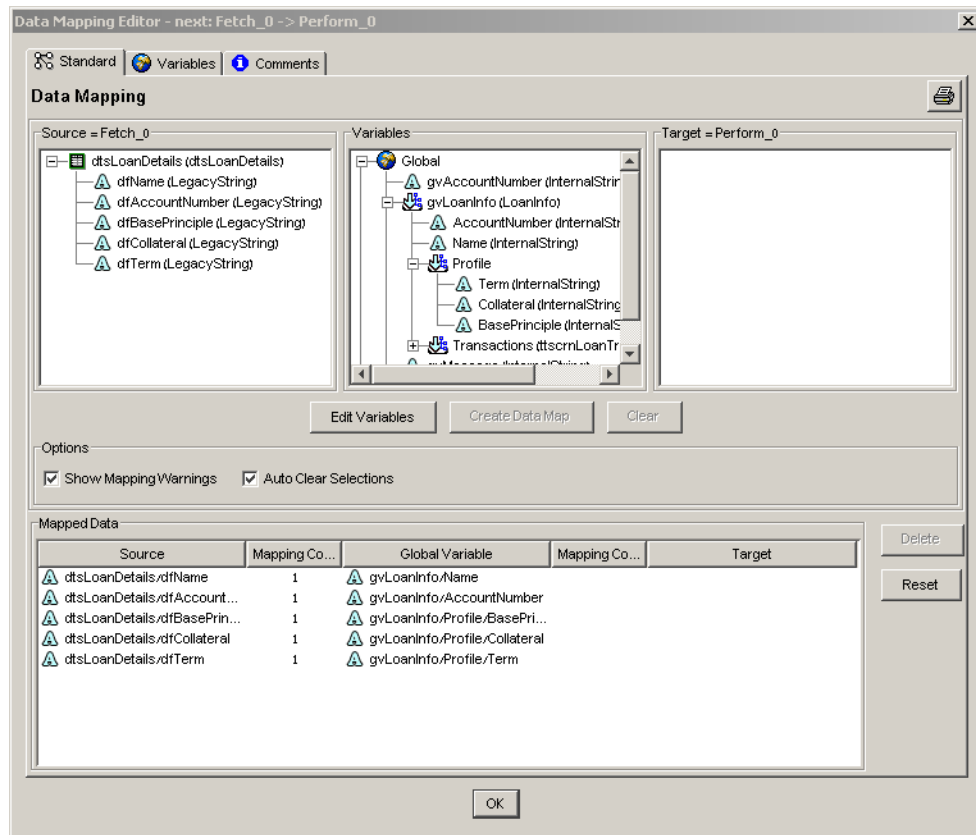 Data Mapping Editor - next: Fetch_0 -> Perform_0
Standard
Variables
Comments
Data Mapping
Source = Fetch_0
dtsLoanDetails (dtsLoanDetails)
dfName (LegacyString)
dfAccountNumber (LegacyString)
dfBasePrinciple (LegacyString)
dfCollateral (LegacyString)
dfTerm (LegacyString)
Variables
Global
gvAccountNumber (InternalStrin
gvLoanInfo (LoanInfo)
AccountNumber (InternalStr
Name (InternalString)
Profile
Term (InternalString)
Collateral (InternalString
BasePrinciple (InternalS
Transactions (ttscrnLoanTr
Target = Perform_0
Edit Variables
Create Data Map
Clear
Options
Show Mapping Warnings
Auto Clear Selections
Mapped Data
Source Mapping Co... Global Variable Mapping Co... Target
dtsLoanDetails/dfName 1 gvLoanInfo/Name
dtsLoanDetails/dfAccount... 1 gvLoanInfo/AccountNumber
dtsLoanDetails/dfBasePrin... 1 gvLoanInfo/Profile/BasePri...
dtsLoanDetails/dfCollateral 1 gvLoanInfo/Profile/Collateral
dtsLoanDetails/dfTerm 1 gvLoanInfo/Profile/Term
Delete
Reset
OK